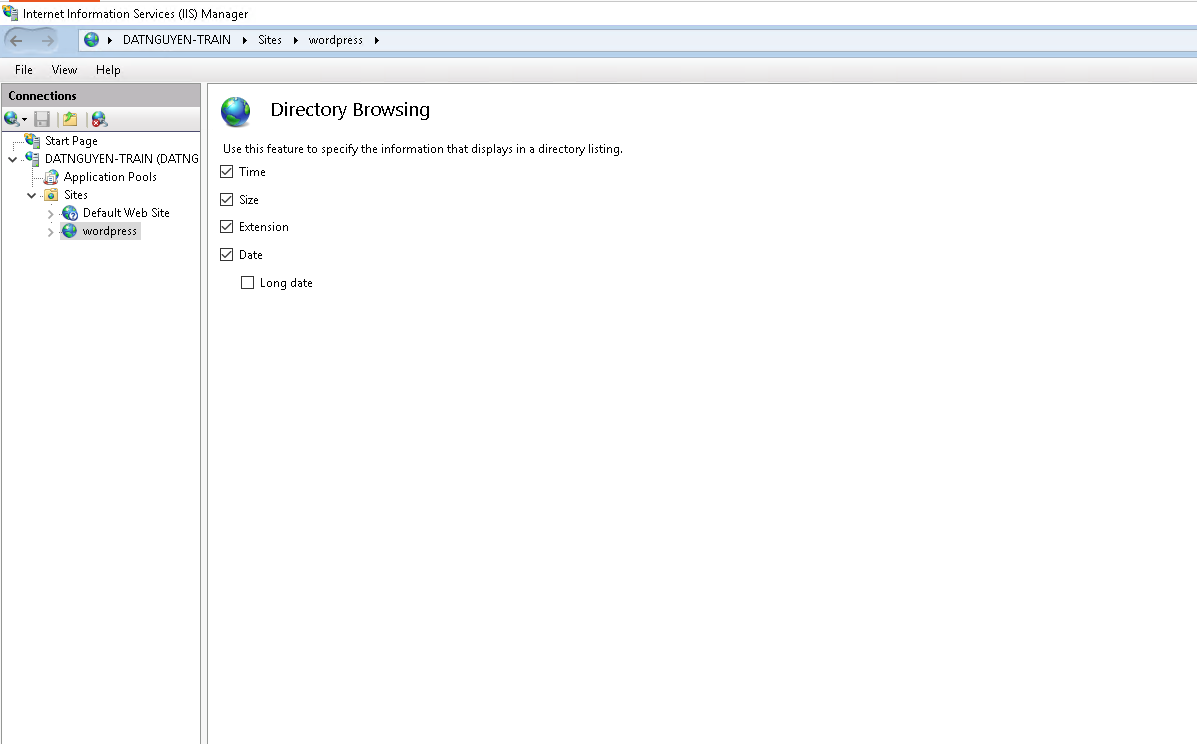 Internet Information Services (IIS) Manager
DATNGUYEN-TRAIN Sites wordpress
File View Help
Connections
Start Page
DATNGUYEN-TRAIN (DATNG
Application Pools
Sites
Default Web Site
wordpress
Directory Browsing
Use this feature to specify the information that displays in a directory listing.
Time
Size
Extension
Date
Long date